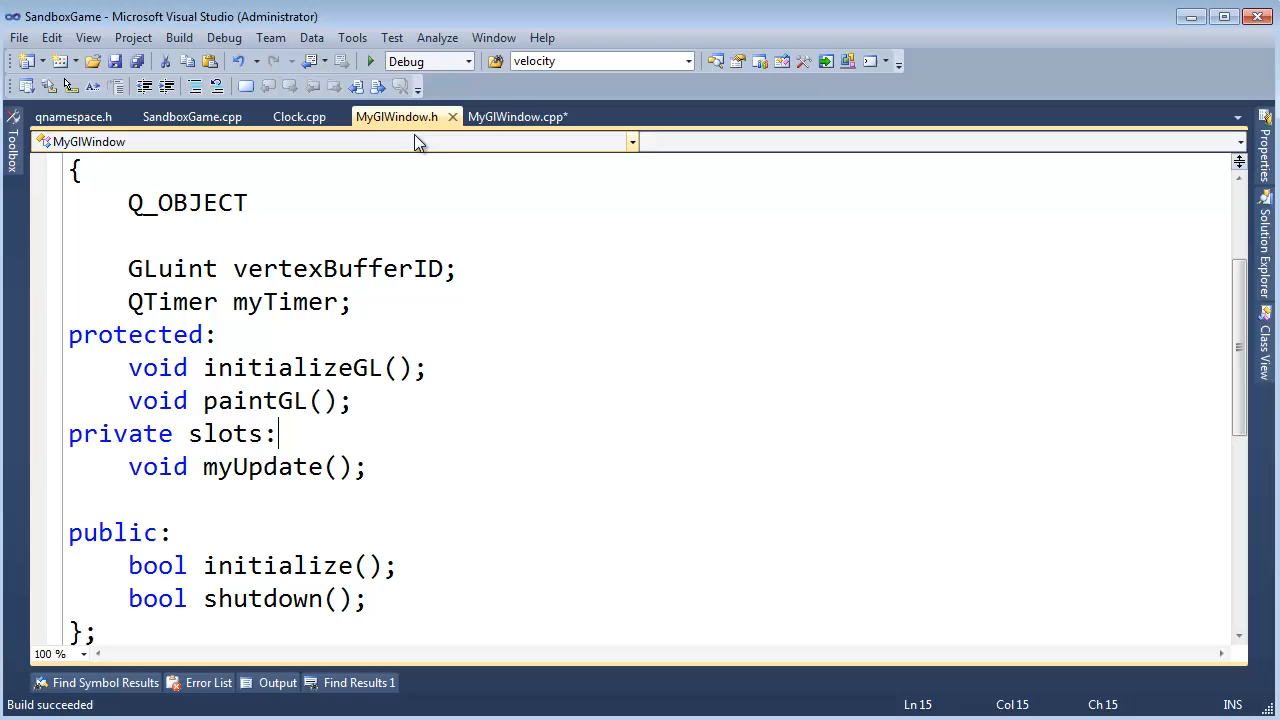 SandboxGame - Microsoft Visual Studio (Administrator)
File Edit View Project Build Debug Team Data Tools Test Analyze Window Help
Debug velocity
qnamespace.h SandboxGame.cpp Clock.cpp MyGlWindow.h MyGlWindow.cpp*
MyGlWindow
Toolbox
{
Q_OBJECT
GLuint vertexBufferID;
QTimer myTimer;
protected:
void initializeGL();
void paintGL();
private slots:
void myUpdate();
public:
bool initialize();
bool shutdown();
};
Properties
Solution Explorer
Class View
100 %
Find Symbol Results Error List Output Find Results 1
Build succeeded Ln 15 Col 15 Ch 15 INS